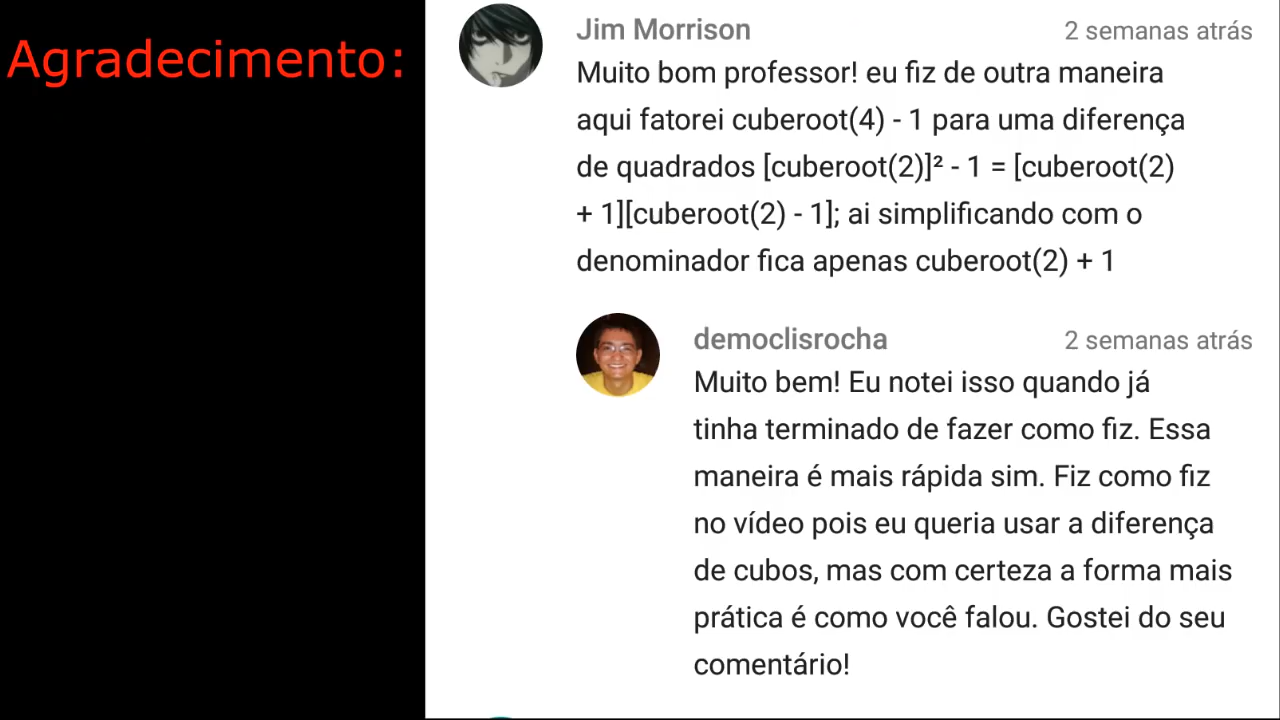 Agradecimento:
Jim Morrison 2 semanas atrás
Muito bom professor! eu fiz de outra maneira
aqui fatorei cuberoot(4) - 1 para uma diferença
de quadrados [cuberoot(2)]² - 1 = [cuberoot(2)
+ 1][cuberoot(2) - 1]; ai simplificando com o
denominador fica apenas cuberoot(2) + 1
democlisrocha 2 semanas atrás
Muito bem! Eu notei isso quando já
tinha terminado de fazer como fiz. Essa
maneira é mais rápida sim. Fiz como fiz
no vídeo pois eu queria usar a diferença
de cubos, mas com certeza a forma mais
prática é como você falou. Gostei do seu
comentário!